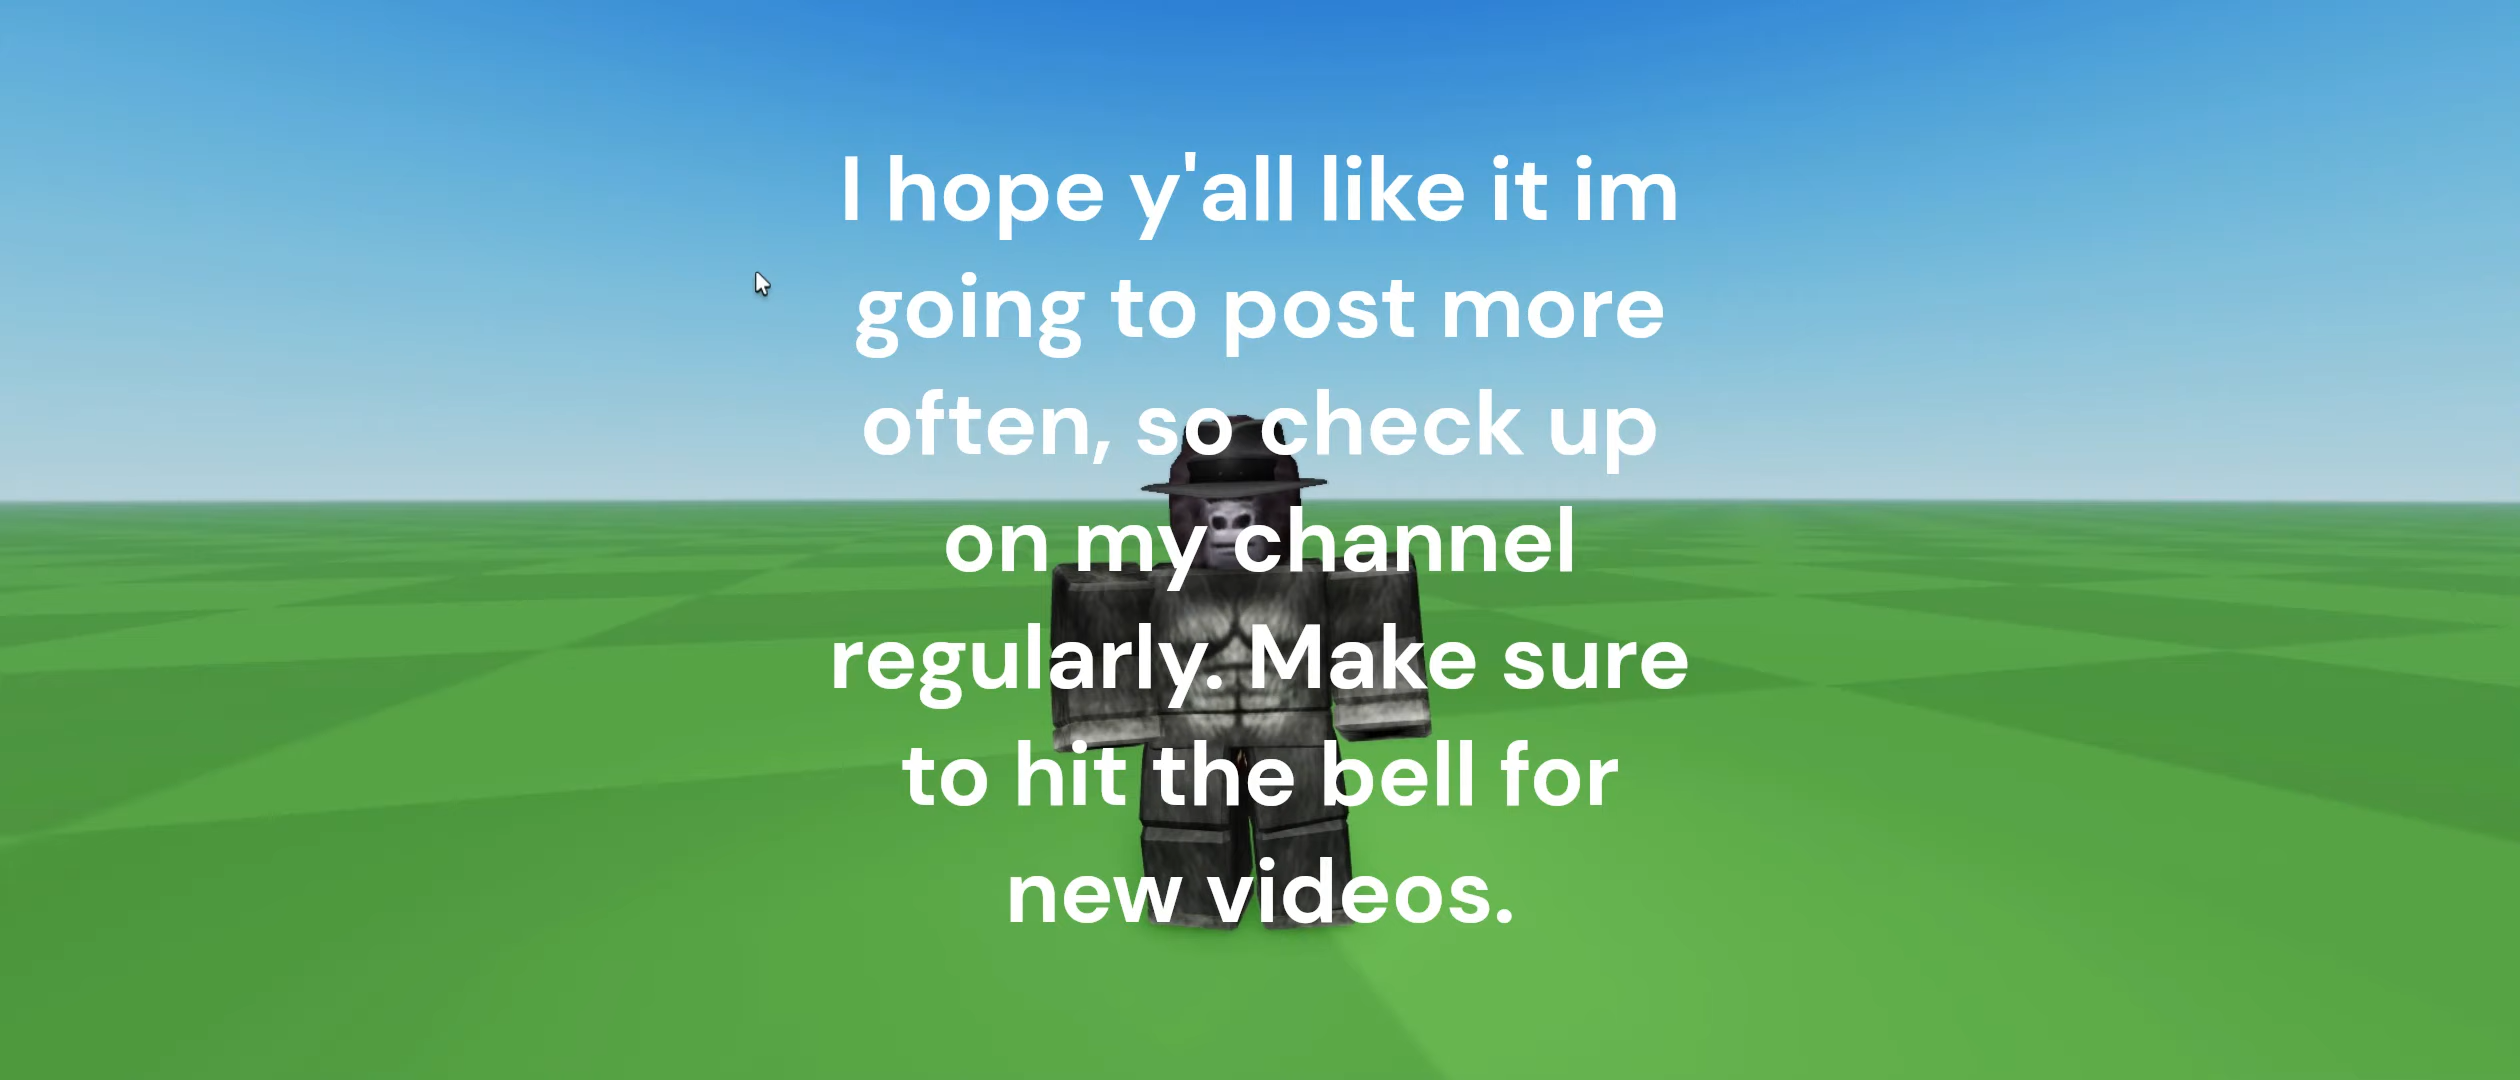 I hope y'all like it im
going to post more
often, so check up
on my channel
regularly. Make sure
to hit the bell for
new videos.